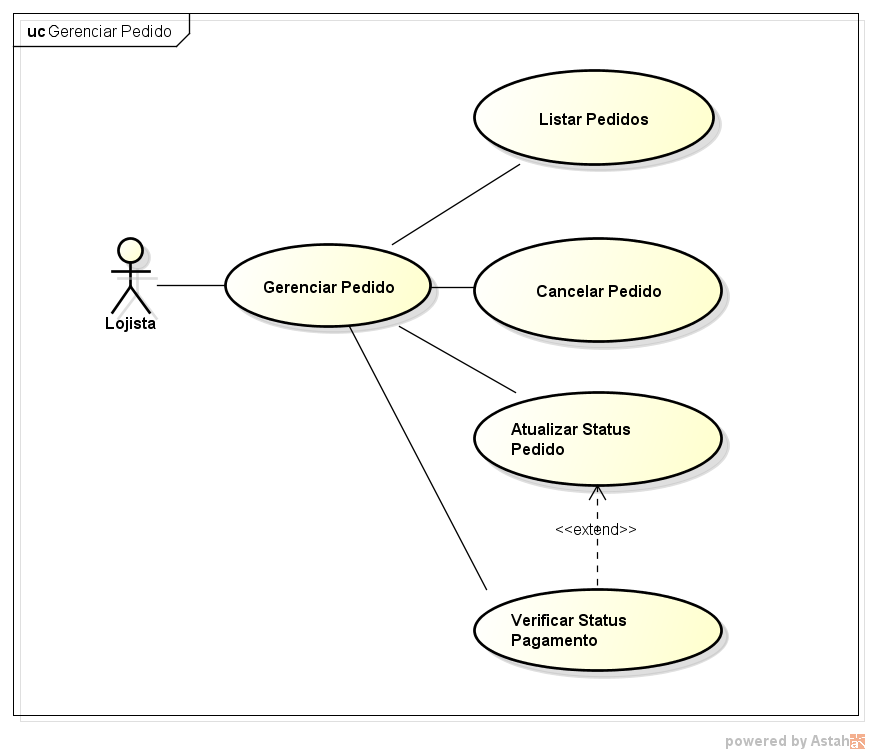 uc Gerenciar Pedido
Listar Pedidos
Lojista
Gerenciar Pedido
Cancelar Pedido
Atualizar Status
Pedido
<<extend>>
Verificar Status
Pagamento
powered by Astah